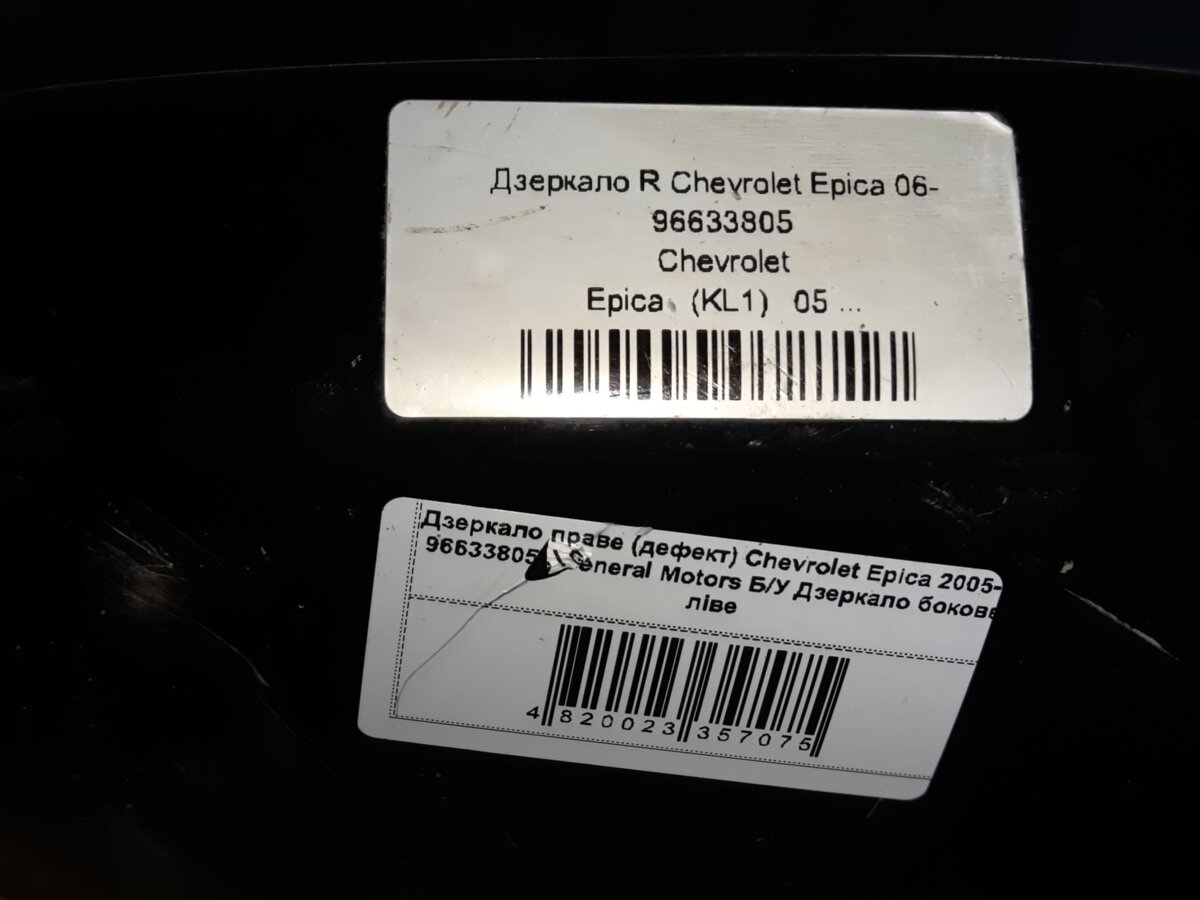 Дзеркало R Chevrolet Epica 06-
96633805
Chevrolet
Epica (KL1) 05 ...
Дзеркало праве (дефект) Chevrolet Epica 2005-
96633805 General Motors Б/У Дзеркало бокове
ліве
4 820023 357075